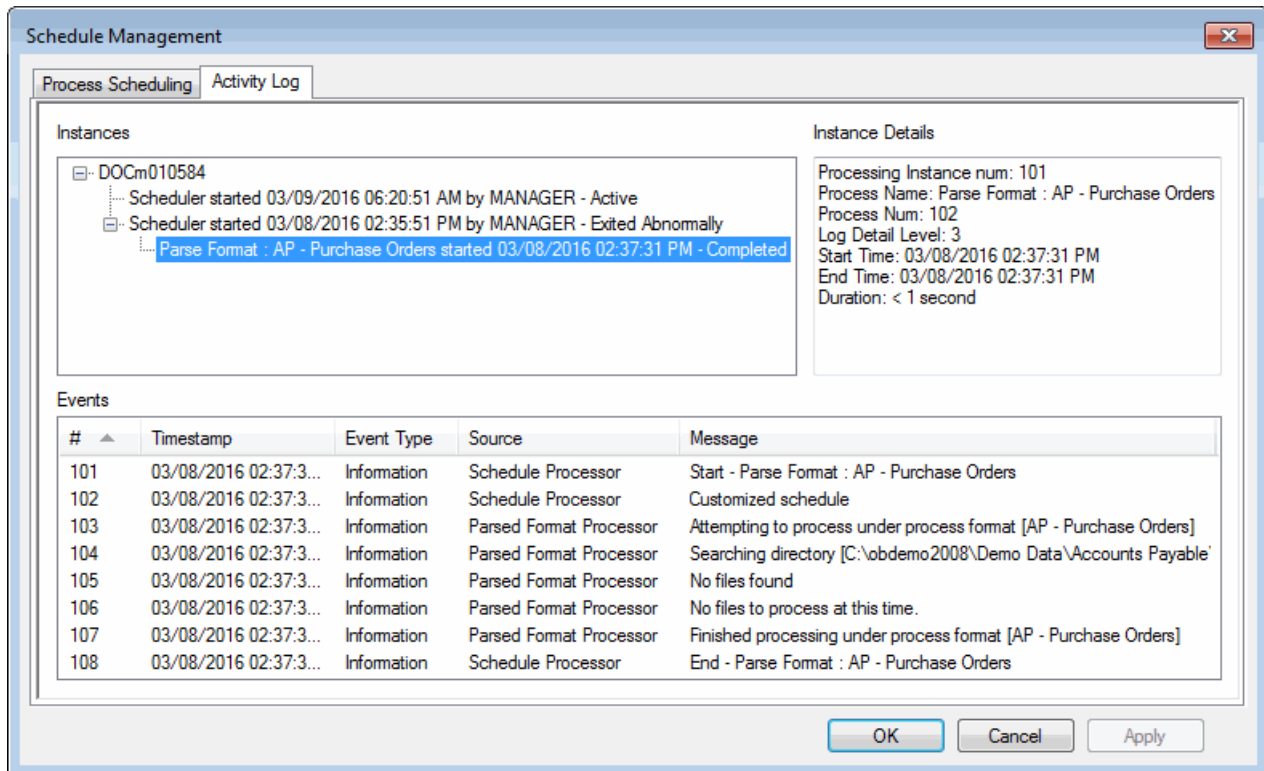 Schedule Management
Process Scheduling
Activity Log
Instances
DOCm010584
Scheduler started 03/09/2016 06:20:51 AM by MANAGER - Active
Scheduler started 03/08/2016 02:35:51 PM by MANAGER - Exited Abnormally
Parse Format : AP - Purchase Orders started 03/08/2016 02:37:31 PM - Completed
Instance Details
Processing Instance num: 101
Process Name: Parse Format : AP - Purchase Orders
Process Num: 102
Log Detail Level: 3
Start Time: 03/08/2016 02:37:31 PM
End Time: 03/08/2016 02:37:31 PM
Duration: < 1 second
Events
# Timestamp Event Type Source Message
101 03/08/2016 02:37:3... Information Schedule Processor Start - Parse Format : AP - Purchase Orders
102 03/08/2016 02:37:3... Information Schedule Processor Customized schedule
103 03/08/2016 02:37:3... Information Parsed Format Processor Attempting to process under process format [AP - Purchase Orders]
104 03/08/2016 02:37:3... Information Parsed Format Processor Searching directory [C:\obdemo2008\Demo Data\Accounts Payable'
105 03/08/2016 02:37:3... Information Parsed Format Processor No files found
106 03/08/2016 02:37:3... Information Parsed Format Processor No files to process at this time.
107 03/08/2016 02:37:3... Information Parsed Format Processor Finished processing under process format [AP - Purchase Orders]
108 03/08/2016 02:37:3... Information Schedule Processor End - Parse Format : AP - Purchase Orders
OK
Cancel
Apply